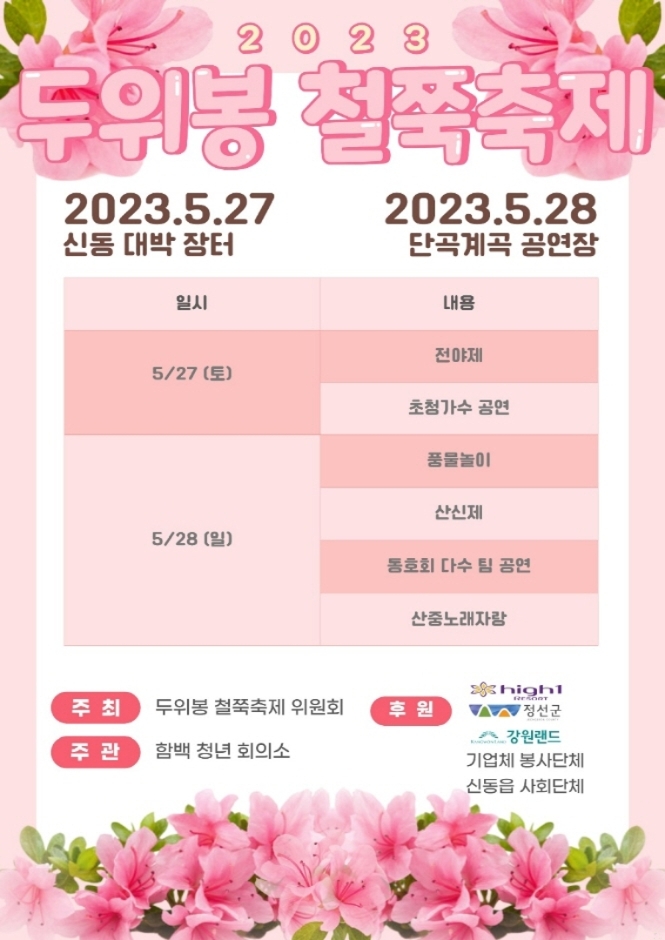 2023
두위봉 철쭉축제
2023.5.27
신동 대박 장터
2023.5.28
단곡계곡 공연장
일시
내용
5/27 (토)
전야제
초청가수 공연
5/28 (일)
풍물놀이
산신제
동호회 다수 팀 공연
산중노래자랑
주 최
두위봉 철쭉축제 위원회
주 관
함백 청년 회의소
후 원
high1
RESORT
정선군
강원랜드
기업체 봉사단체
신동읍 사회단체